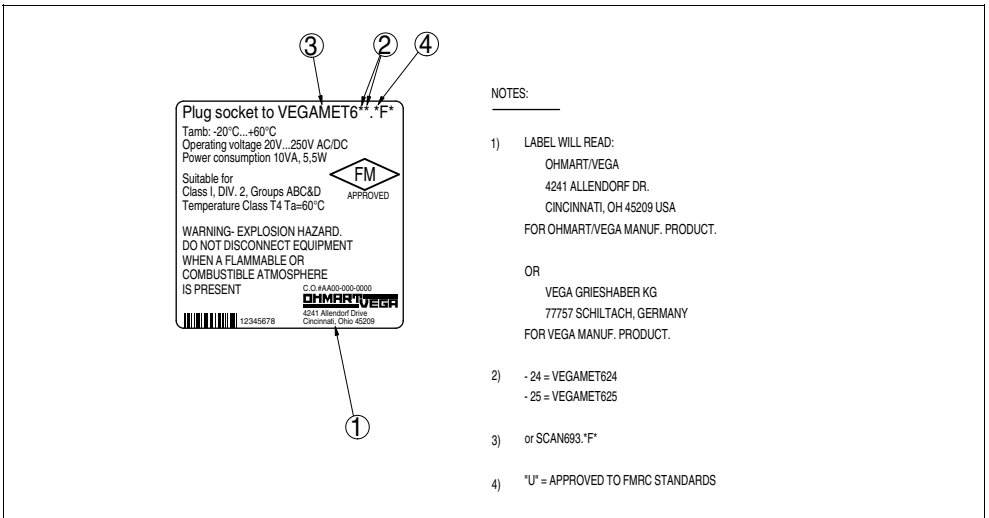 3 2 4
Plug socket to VEGAMET6**.*F*
Tamb: -20°C...+60°C
Operating voltage 20V...250V AC/DC
Power consumption 10VA, 5,5W
Suitable for
Class I, DIV. 2, Groups ABC&D
Temperature Class T4 Ta=60°C
FM
APPROVED
WARNING- EXPLOSION HAZARD.
DO NOT DISCONNECT EQUIPMENT
WHEN A FLAMMABLE OR
COMBUSTIBLE ATMOSPHERE
IS PRESENT
C.O.#AA00-000-0000
OHMART VEGA
4241 Allendorf Drive
Cincinnati, Ohio 45209
12345678
1
NOTES:
1) LABEL WILL READ:
OHMART/VEGA
4241 ALLENDORF DR.
CINCINNATI, OH 45209 USA
FOR OHMART/VEGA MANUF. PRODUCT.
OR
VEGA GRIESHABER KG
77757 SCHILTACH, GERMANY
FOR VEGA MANUF. PRODUCT.
2) - 24 = VEGAMET624
- 25 = VEGAMET625
3) or SCAN693.*F*
4) "U" = APPROVED TO FMRC STANDARDS